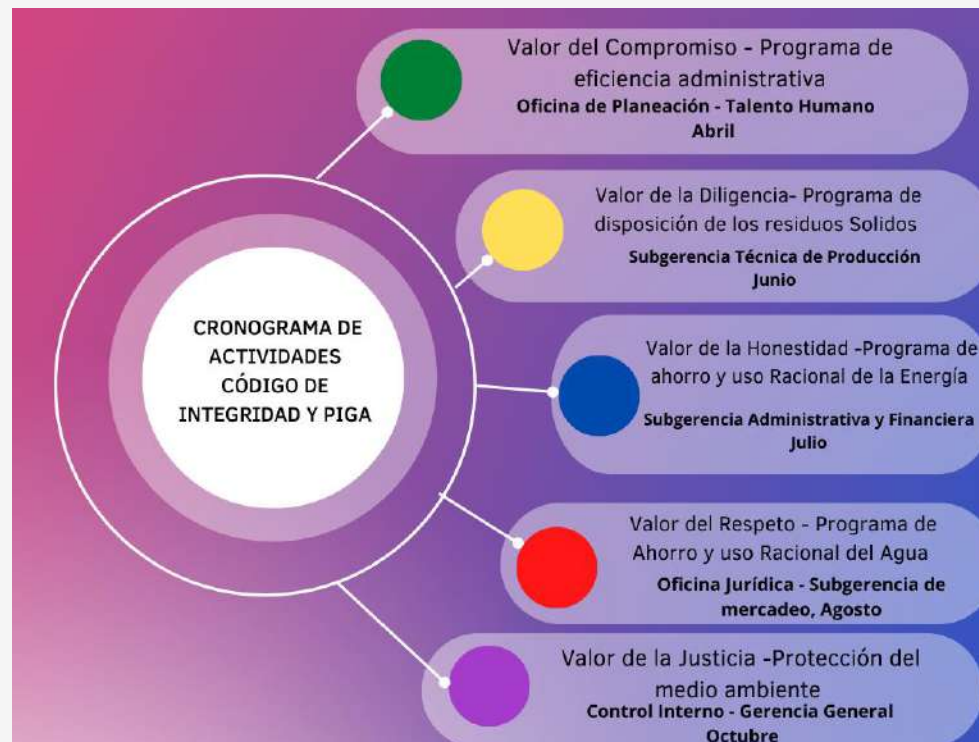 Valor del Compromiso - Programa de
eficiencia administrativa
Oficina de Planeación - Talento Humano
Abril
Valor de la Diligencia- Programa de
disposición de los residuos Solidos
Subgerencia Técnica de Producción
Junio
CRONOGRAMA DE
ACTIVIDADES
CÓDIGO DE
INTEGRIDAD Y PIGA
Valor de la Honestidad -Programa de
ahorro y uso Racional de la Energía
Subgerencia Administrativa y Financiera
Julio
Valor del Respeto - Programa de
Ahorro y uso Racional del Agua
Oficina Jurídica - Subgerencia de
mercadeo, Agosto
Valor de la Justicia -Protección del
medio ambiente
Control Interno - Gerencia General
Octubre